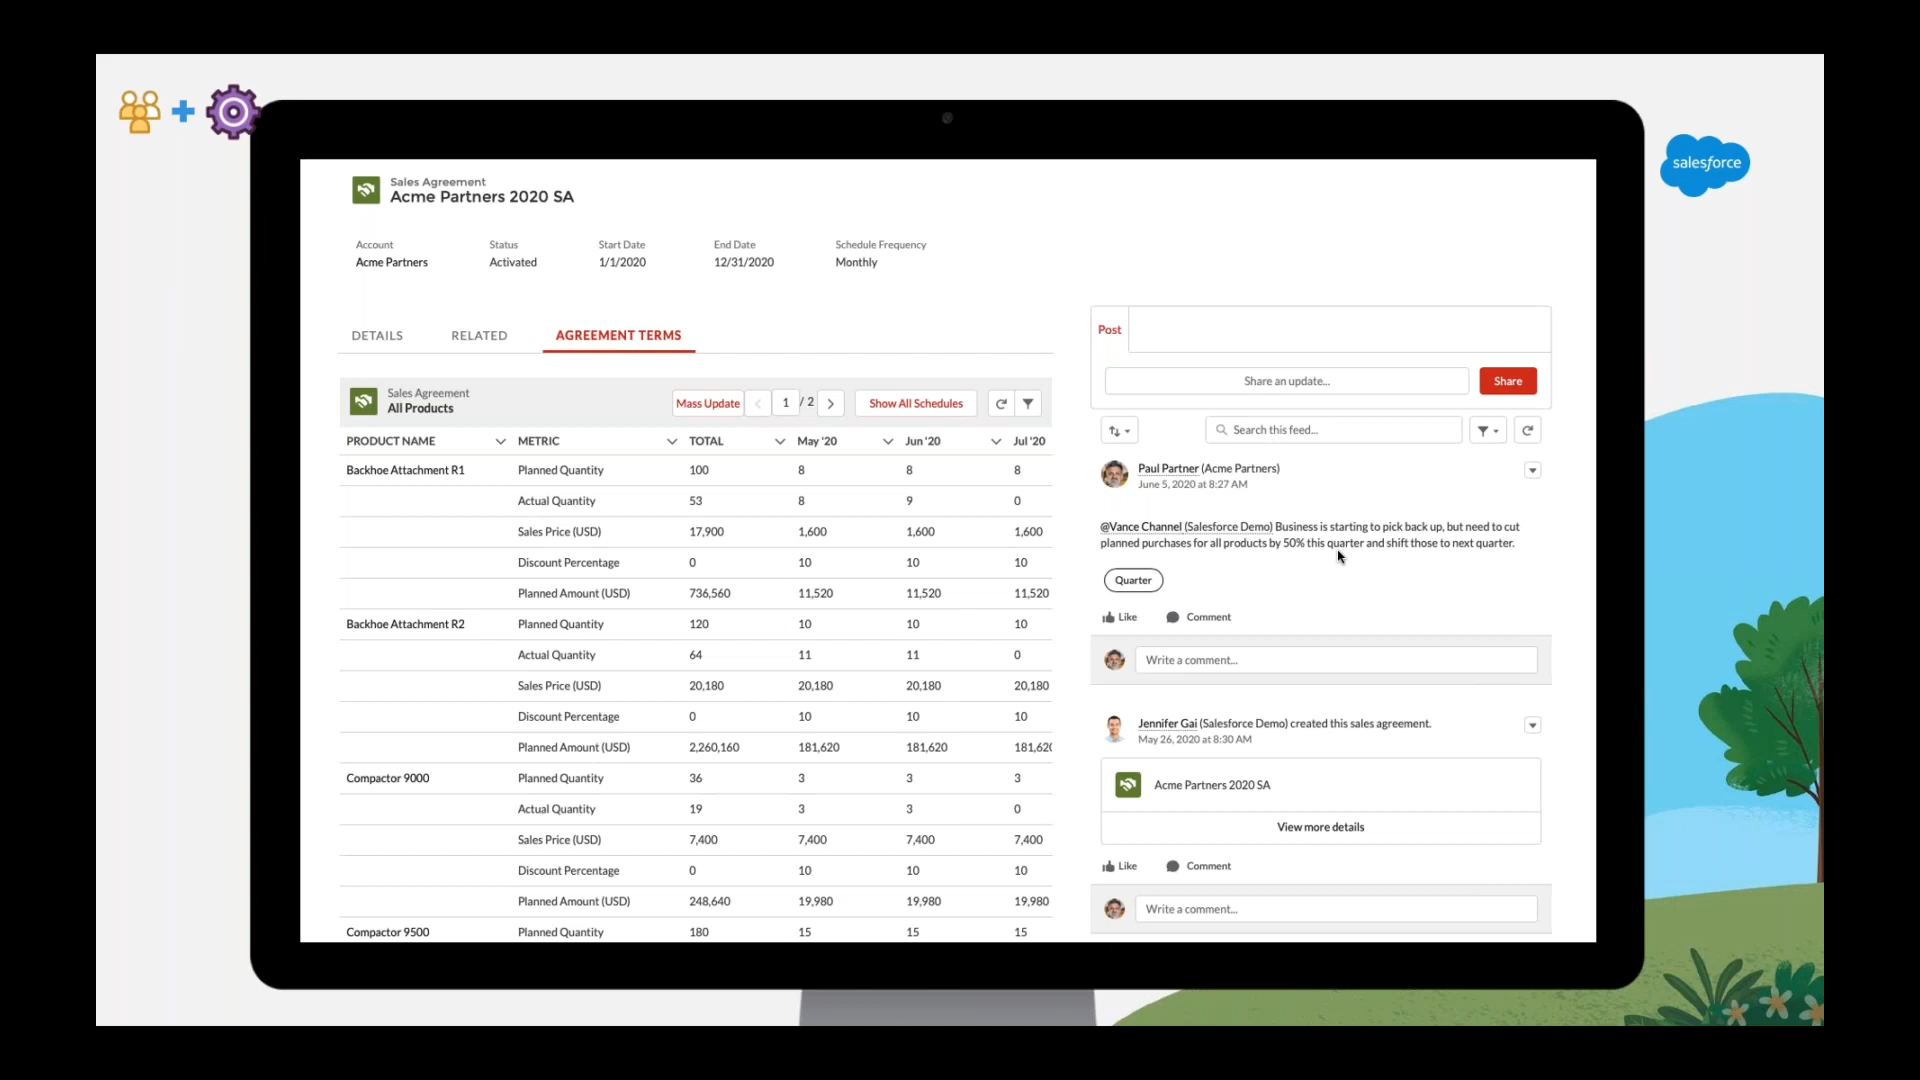 salesforce
Sales Agreement
Acme Partners 2020 SA
Account Status Start Date End Date Schedule Frequency
Acme Partners Activated 1/1/2020 12/31/2020 Monthly
DETAILS RELATED AGREEMENT TERMS
Sales Agreement
All Products
Mass Update 1 / 2 Show All Schedules
PRODUCT NAME METRIC TOTAL May '20 Jun '20 Jul '20
Backhoe Attachment R1 Planned Quantity 100 8 8 8
Actual Quantity 53 8 9 0
Sales Price (USD) 17,900 1,600 1,600 1,600
Discount Percentage 0 10 10 10
Planned Amount (USD) 736,560 11,520 11,520 11,520
Backhoe Attachment R2 Planned Quantity 120 10 10 10
Actual Quantity 64 11 11 0
Sales Price (USD) 20,180 20,180 20,180 20,180
Discount Percentage 0 10 10 10
Planned Amount (USD) 2,260,160 181,620 181,620 181,620
Compactor 9000 Planned Quantity 36 3 3 3
Actual Quantity 19 3 3 0
Sales Price (USD) 7,400 7,400 7,400 7,400
Discount Percentage 0 10 10 10
Planned Amount (USD) 248,640 19,980 19,980 19,980
Compactor 9500 Planned Quantity 180 15 15 15
Post
Share an update... Share
Search this feed...
Paul Partner (Acme Partners)
June 5, 2020 at 8:27 AM
@Vance Channel (Salesforce Demo) Business is starting to pick back up, but need to cut
planned purchases for all products by 50% this quarter and shift those to next quarter.
Quarter
Like Comment
Write a comment...
Jennifer Gai (Salesforce Demo) created this sales agreement.
May 26, 2020 at 8:30 AM
Acme Partners 2020 SA
View more details
Like Comment
Write a comment...